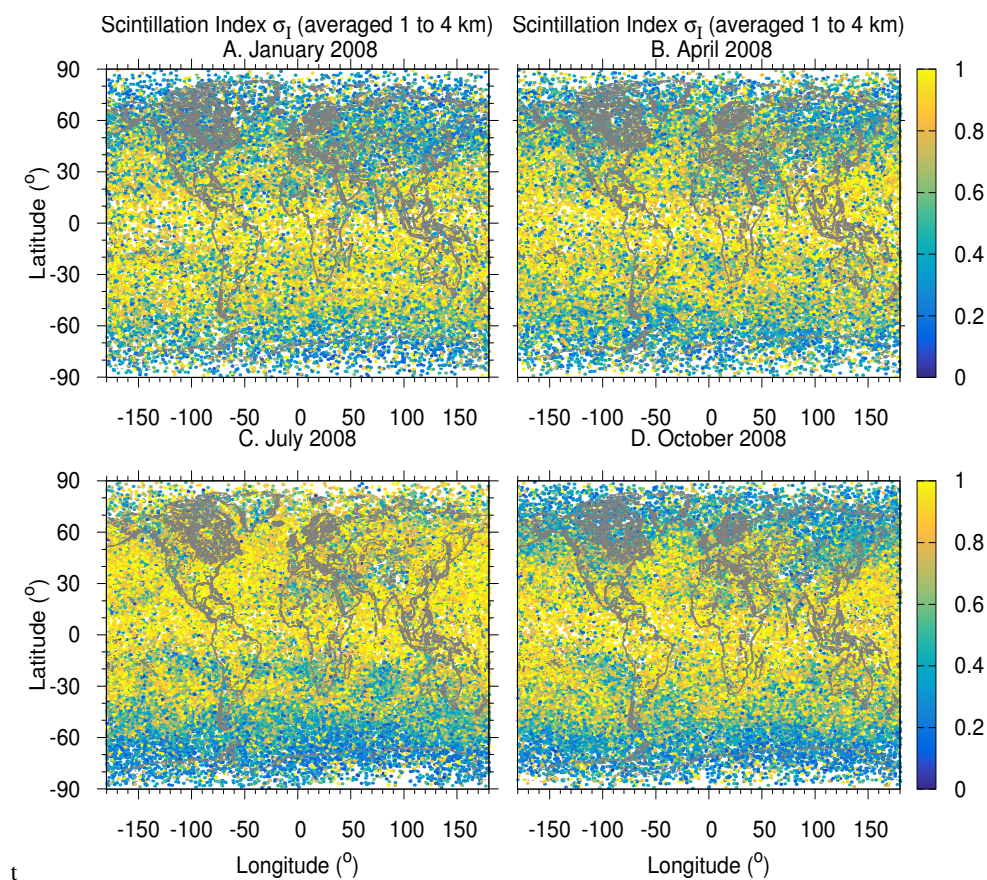 Scintillation Index σI (averaged 1 to 4 km)
A. January 2008
90
60
30
0
-30
-60
-90
Latitude (o)
-150 -100 -50 0 50 100 150
Scintillation Index σI (averaged 1 to 4 km)
B. April 2008
-150 -100 -50 0 50 100 150
1
0.8
0.6
0.4
0.2
0
C. July 2008
90
60
30
0
-30
-60
-90
Latitude (o)
-150 -100 -50 0 50 100 150
Longitude (o)
D. October 2008
-150 -100 -50 0 50 100 150
Longitude (o)
1
0.8
0.6
0.4
0.2
0
t